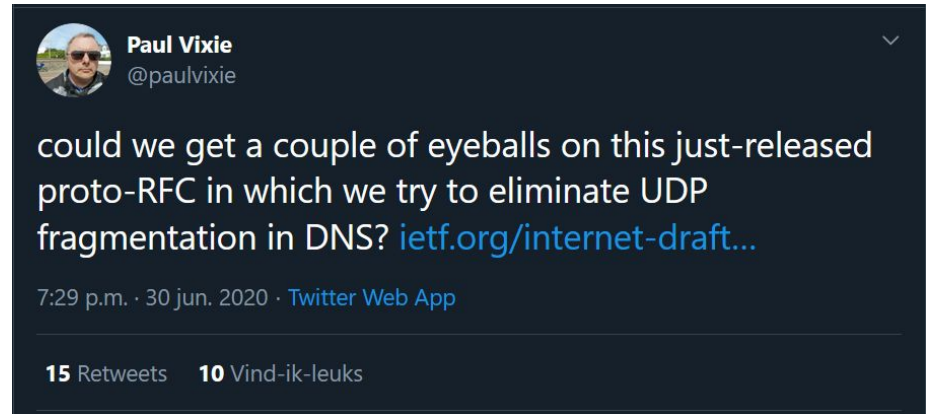 Paul Vixie
@paulvixie
could we get a couple of eyeballs on this just-released
proto-RFC in which we try to eliminate UDP
fragmentation in DNS? ietf.org/internet-draft...
7:29 p.m. · 30 jun. 2020 · Twitter Web App
15 Retweets 10 Vind-ik-leuks